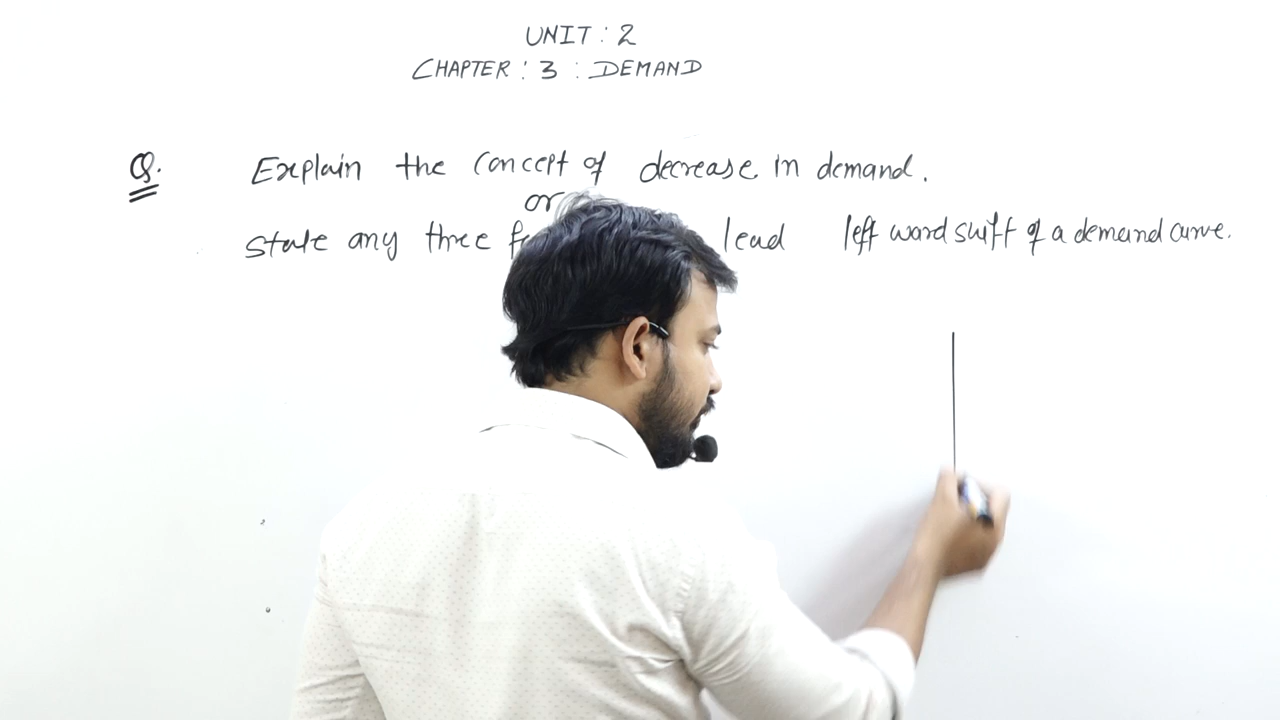 UNIT : 2
CHAPTER : 3 : DEMAND
Q. Explain the concept of decrease in demand.
or
State any three lead left ward shift of a demand curve.